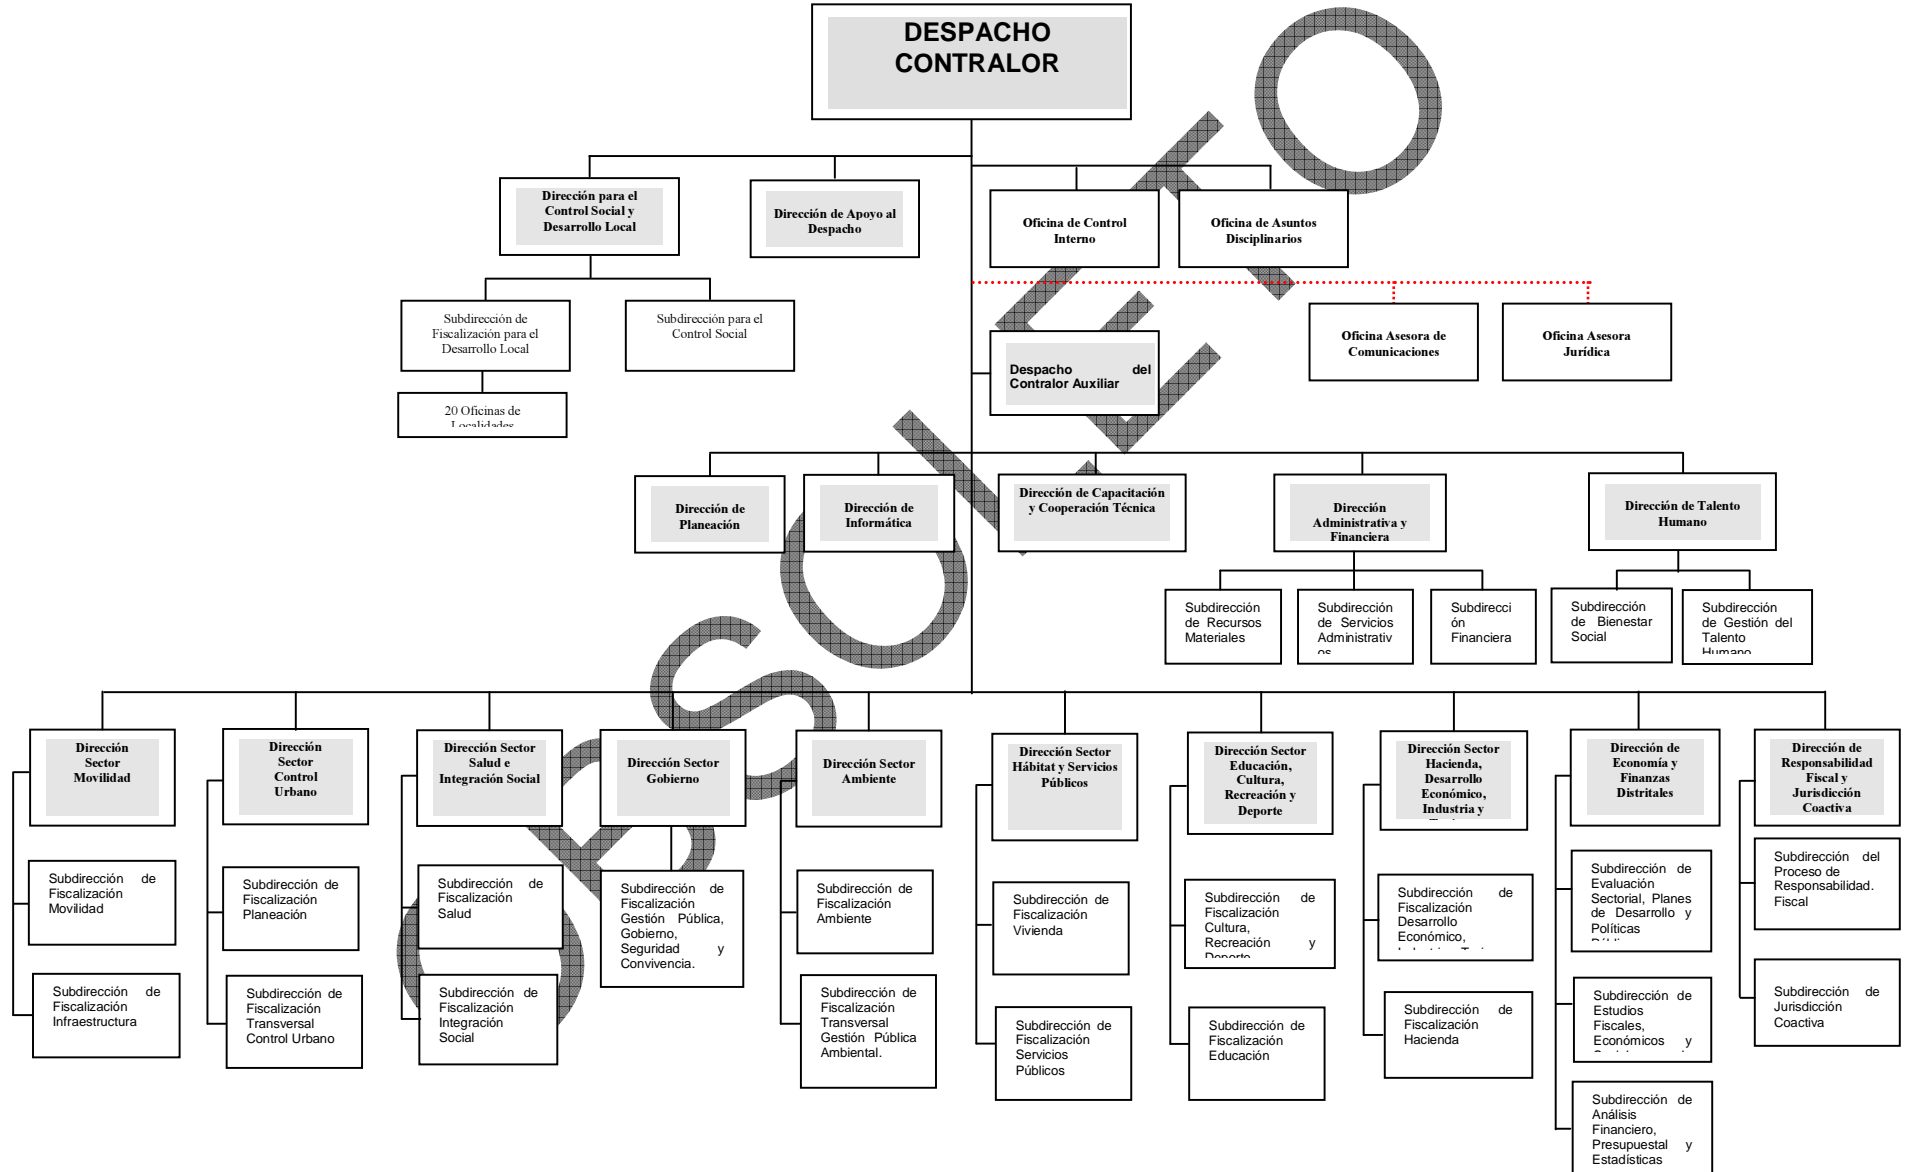 DESPACHO
CONTRALOR
Dirección para el
Control Social y
Desarrollo Local
Dirección de Apoyo al
Despacho
Oficina de Control
Interno
Oficina de Asuntos
Disciplinarios
Subdirección de
Fiscalización para el
Desarrollo Local
Subdirección para el
Control Social
Oficina Asesora de
Comunicaciones
Oficina Asesora
Jurídica
Despacho del
Contralor Auxiliar
20 Oficinas de
Localidades
Dirección de
Planeación
Dirección de
Informática
Dirección de Capacitación
y Cooperación Técnica
Dirección
Administrativa y
Financiera
Dirección de Talento
Humano
Subdirección
de Recursos
Materiales
Subdirección
de Servicios
Administrativ
os
Subdirecci
ón
Financiera
Subdirección
de Bienestar
Social
Subdirección
de Gestión del
Talento
Humano
Dirección
Sector
Movilidad
Dirección
Sector
Control
Urbano
Dirección Sector
Salud e
Integración Social
Dirección Sector
Gobierno
Dirección Sector
Ambiente
Dirección Sector
Hábitat y Servicios
Públicos
Dirección Sector
Educación,
Cultura,
Recreación y
Deporte
Dirección Sector
Hacienda,
Desarrollo
Económico,
Industria y
Dirección de
Economía y
Finanzas
Distritales
Dirección de
Responsabilidad
Fiscal y
Jurisdicción
Coactiva
Subdirección de
Fiscalización
Movilidad
Subdirección de
Fiscalización
Planeación
Subdirección de
Fiscalización
Salud
Subdirección de
Fiscalización
Gestión Pública,
Gobierno,
Seguridad y
Convivencia.
Subdirección de
Fiscalización
Ambiente
Subdirección de
Fiscalización
Vivienda
Subdirección de
Fiscalización
Cultura,
Recreación y
Deporte
Subdirección de
Fiscalización
Desarrollo
Económico,
Subdirección de
Evaluación
Sectorial, Planes
de Desarrollo y
Políticas
Subdirección del
Proceso de
Responsabilidad.
Fiscal
Subdirección de
Fiscalización
Infraestructura
Subdirección de
Fiscalización
Transversal
Control Urbano
Subdirección de
Fiscalización
Integración
Social
Subdirección de
Fiscalización
Transversal
Gestión Pública
Ambiental.
Subdirección de
Fiscalización
Servicios
Públicos
Subdirección de
Fiscalización
Educación
Subdirección de
Fiscalización
Hacienda
Subdirección de
Estudios
Fiscales,
Económicos y
Subdirección de
Jurisdicción
Coactiva
Subdirección de
Análisis
Financiero,
Presupuestal y
Estadísticas
OBSOLETO